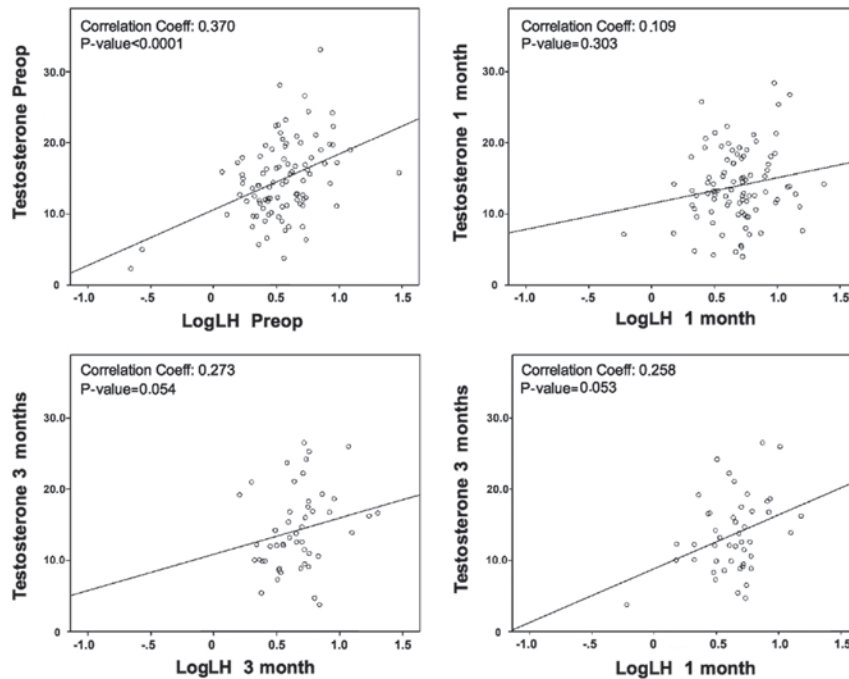 Correlation Coeff: 0.370
P-value<0.0001
Testosterone Preop
30.0
20.0
10.0
0
-1.0
-.5
0
0.5
1.0
1.5
LogLH Preop
Correlation Coeff: 0.109
P-value=0.303
Testosterone 1 month
30.0
20.0
10.0
0
-1.0
-.5
0
0.5
1.0
1.5
LogLH 1 month
Correlation Coeff: 0.273
P-value=0.054
Testosterone 3 months
30.0
20.0
10.0
0
-1.0
-.5
0
0.5
1.0
1.5
LogLH 3 month
Correlation Coeff: 0.258
P-value=0.053
Testosterone 3 months
30.0
20.0
10.0
0
-1.0
-.5
0
0.5
1.0
1.5
LogLH 1 month